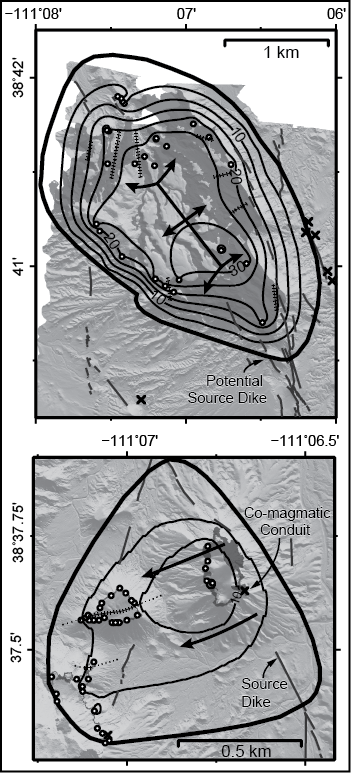 −111°08'
07'
06'
1 km
38°42'
10
20
41'
20
30
10
Potential
Source Dike
−111°07'
−111°06.5'
38°37.75'
Co-magmatic
Conduit
10
37.5'
Source
Dike
0.5 km